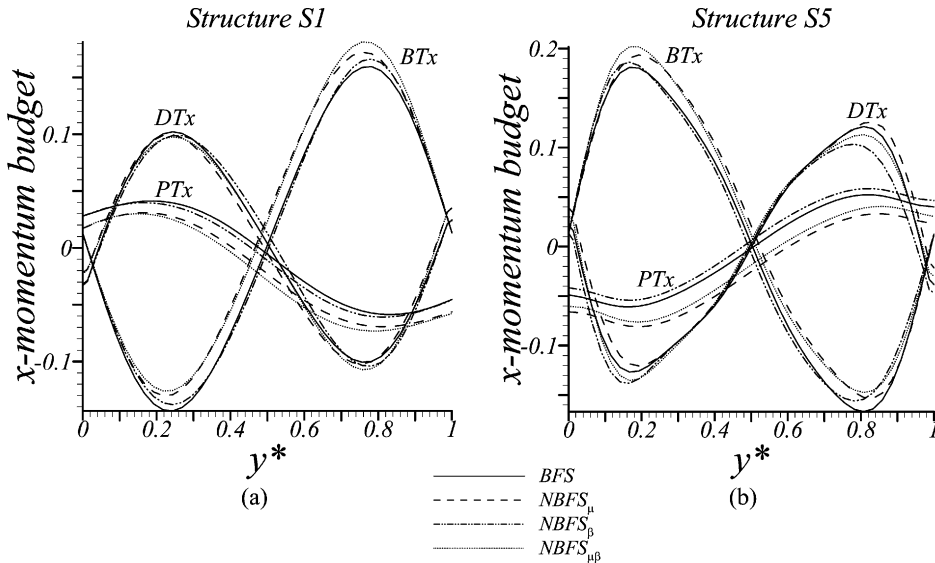 Structure S1
Structure S5
x-momentum budget
0.1
0
-0.1
DTx
BTx
PTx
0 0.2 0.4 0.6 0.8 1
y*
(a)
x-momentum budget
0.2
0.1
0
-0.1
BTx
DTx
PTx
0 0.2 0.4 0.6 0.8 1
y*
(b)
BFS
NBFSμ
NBFSβ
NBFSμβ